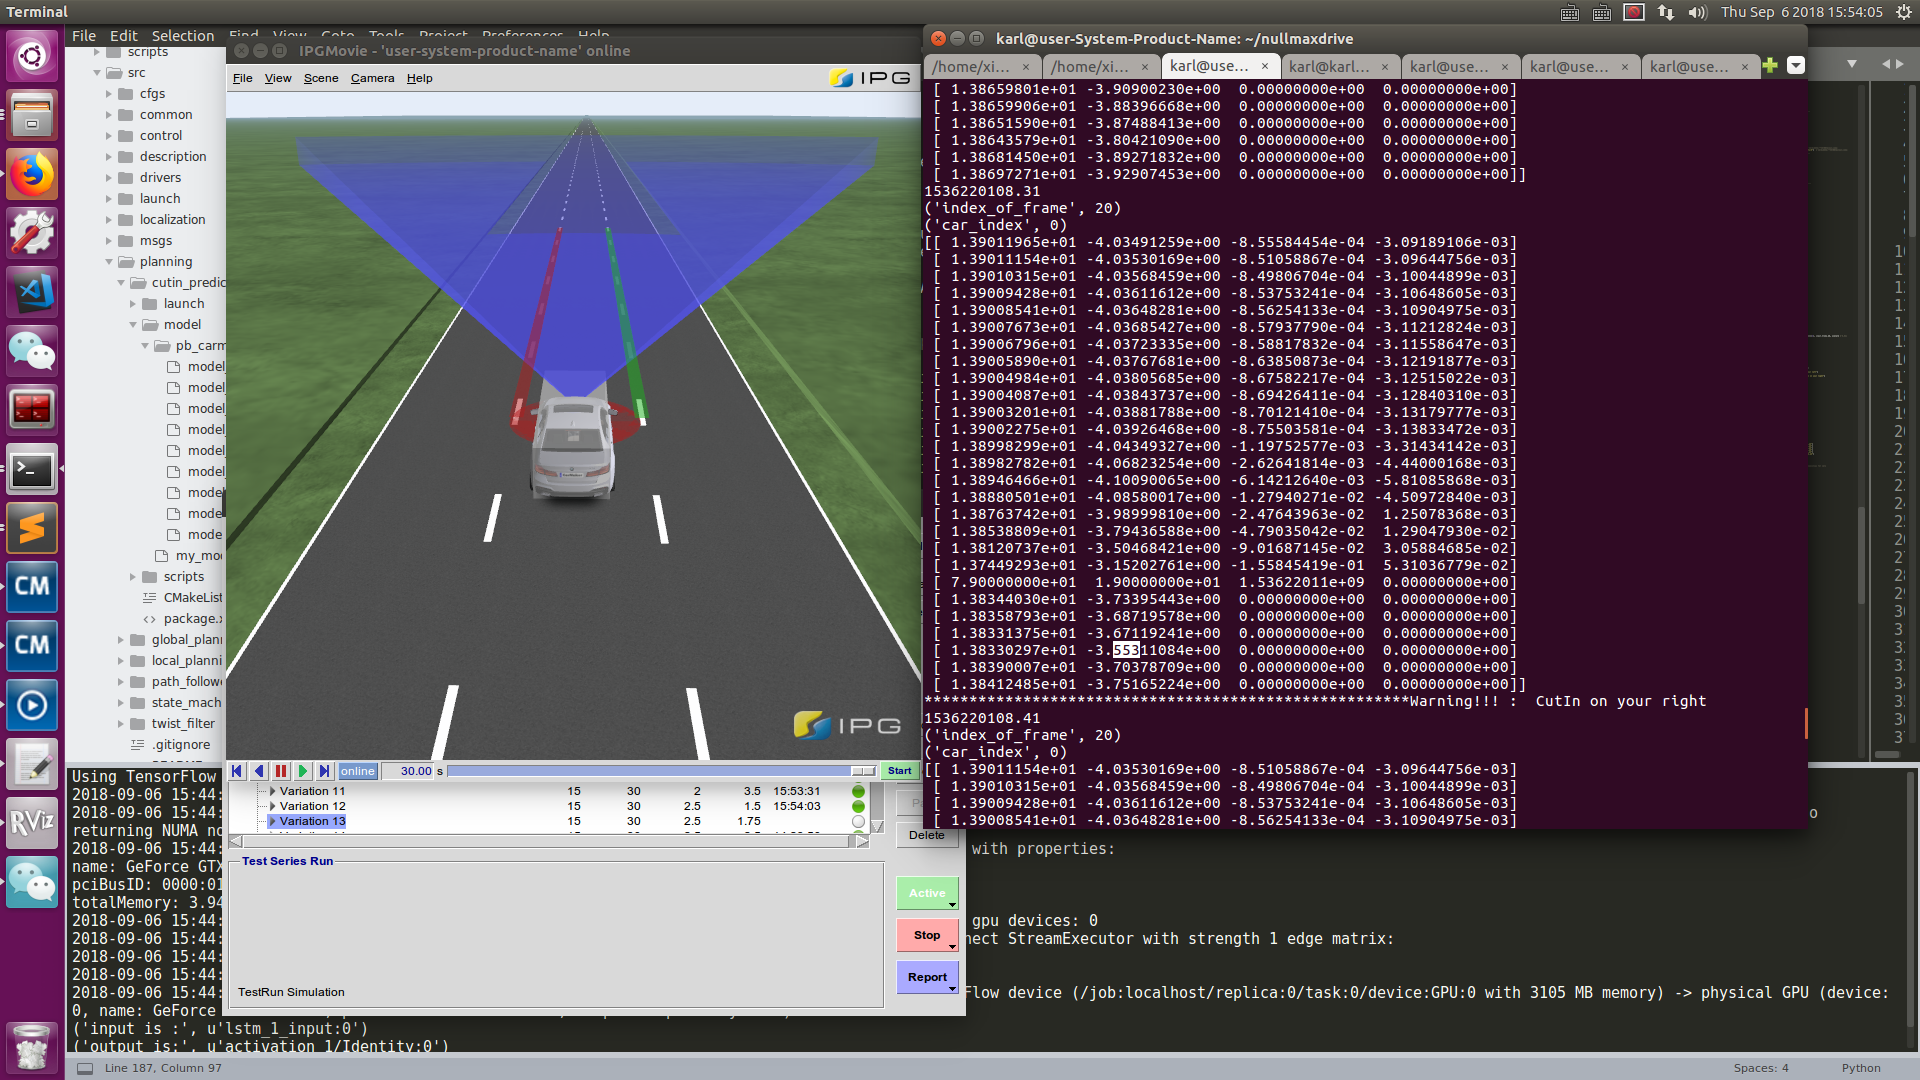 Terminal
Thu Sep 6 2018 15:54:05
File Edit Selection Find View Goto Tools Project Preferences Help
scripts
src
cfgs
common
control
description
drivers
launch
localization
msgs
planning
cutin_predic
launch
model
pb_carm
model_
model_
model_
model_
model_
model_
mode
mode
mode
my_mo
scripts
CMakeList
package.x
global_plann
local_planni
path_followe
state_mach
twist_filter
.gitignore
IPGMovie - 'user-system-product-name' online
File View Scene Camera Help
IPG
IPG
online 30.00 s Start
Variation 11 15 30 2 3.5 15:53:31
Variation 12 15 30 2.5 1.5 15:54:03
Variation 13 15 30 2.5 1.75
Delete
Test Series Run
Active
Stop
Report
TestRun Simulation
karl@user-System-Product-Name: ~/nullmaxdrive
/home/xi... × /home/xi... × karl@use... × karl@karl... × karl@use... × karl@use... × karl@use... ×
[ 1.38659801e+01 -3.90900230e+00 0.00000000e+00 0.00000000e+00]
[ 1.38659906e+01 -3.88396668e+00 0.00000000e+00 0.00000000e+00]
[ 1.38651590e+01 -3.87488413e+00 0.00000000e+00 0.00000000e+00]
[ 1.38643579e+01 -3.80421090e+00 0.00000000e+00 0.00000000e+00]
[ 1.38681450e+01 -3.89271832e+00 0.00000000e+00 0.00000000e+00]
[ 1.38697271e+01 -3.92907453e+00 0.00000000e+00 0.00000000e+00]]
1536220108.31
('index_of_frame', 20)
('car_index', 0)
[[ 1.39011965e+01 -4.03491259e+00 -8.55584454e-04 -3.09189106e-03]
[ 1.39011154e+01 -4.03530169e+00 -8.51058867e-04 -3.09644756e-03]
[ 1.39010315e+01 -4.03568459e+00 -8.49806704e-04 -3.10044899e-03]
[ 1.39009428e+01 -4.03611612e+00 -8.53753241e-04 -3.10648605e-03]
[ 1.39008541e+01 -4.03648281e+00 -8.56254133e-04 -3.10904975e-03]
[ 1.39007673e+01 -4.03685427e+00 -8.57937790e-04 -3.11212824e-03]
[ 1.39006796e+01 -4.03723335e+00 -8.58817832e-04 -3.11558647e-03]
[ 1.39005890e+01 -4.03767681e+00 -8.63850873e-04 -3.12191877e-03]
[ 1.39004984e+01 -4.03805685e+00 -8.67582217e-04 -3.12515022e-03]
[ 1.39004087e+01 -4.03843737e+00 -8.69426411e-04 -3.12840310e-03]
[ 1.39003201e+01 -4.03881788e+00 -8.70121410e-04 -3.13179777e-03]
[ 1.39002275e+01 -4.03926468e+00 -8.75503581e-04 -3.13833472e-03]
[ 1.38998299e+01 -4.04349327e+00 -1.19752577e-03 -3.31434142e-03]
[ 1.38982782e+01 -4.06823254e+00 -2.62641814e-03 -4.44000168e-03]
[ 1.38946466e+01 -4.10090065e+00 -6.14212640e-03 -5.81085868e-03]
[ 1.38880501e+01 -4.08580017e+00 -1.27940271e-02 -4.50972840e-03]
[ 1.38763742e+01 -3.98999810e+00 -2.47643963e-02 1.25078368e-03]
[ 1.38538809e+01 -3.79436588e+00 -4.79035042e-02 1.29047930e-02]
[ 1.38120737e+01 -3.50468421e+00 -9.01687145e-02 3.05884685e-02]
[ 1.37449293e+01 -3.15202761e+00 -1.55845419e-01 5.31036779e-02]
[ 7.90000000e+01 1.90000000e+01 1.53622011e+09 0.00000000e+00]
[ 1.38344030e+01 -3.73395443e+00 0.00000000e+00 0.00000000e+00]
[ 1.38358793e+01 -3.68719578e+00 0.00000000e+00 0.00000000e+00]
[ 1.38331375e+01 -3.67119241e+00 0.00000000e+00 0.00000000e+00]
[ 1.38330297e+01 -3.55311084e+00 0.00000000e+00 0.00000000e+00]
[ 1.38390007e+01 -3.70378709e+00 0.00000000e+00 0.00000000e+00]
[ 1.38412485e+01 -3.75165224e+00 0.00000000e+00 0.00000000e+00]]
******************************************************Warning!!! : CutIn on your right
1536220108.41
('index_of_frame', 20)
('car_index', 0)
[[ 1.39011154e+01 -4.03530169e+00 -8.51058867e-04 -3.09644756e-03]
[ 1.39010315e+01 -4.03568459e+00 -8.49806704e-04 -3.10044899e-03]
[ 1.39009428e+01 -4.03611612e+00 -8.53753241e-04 -3.10648605e-03]
[ 1.39008541e+01 -4.03648281e+00 -8.56254133e-04 -3.10904975e-03]
Using TensorFlow
2018-09-06 15:44:
2018-09-06 15:44:
returning NUMA no
2018-09-06 15:44: with properties:
name: GeForce GTX
pciBusID: 0000:01
totalMemory: 3.94
2018-09-06 15:44: gpu devices: 0
2018-09-06 15:44: nect StreamExecutor with strength 1 edge matrix:
2018-09-06 15:44:
2018-09-06 15:44:
2018-09-06 15:44: Flow device (/job:localhost/replica:0/task:0/device:GPU:0 with 3105 MB memory) -> physical GPU (device:
0, name: GeForce
('input is :', u'lstm_1_input:0')
('output is:', u'activation 1/Identity:0')
Line 187, Column 97
Spaces: 4
Python
CM
CM
RViz